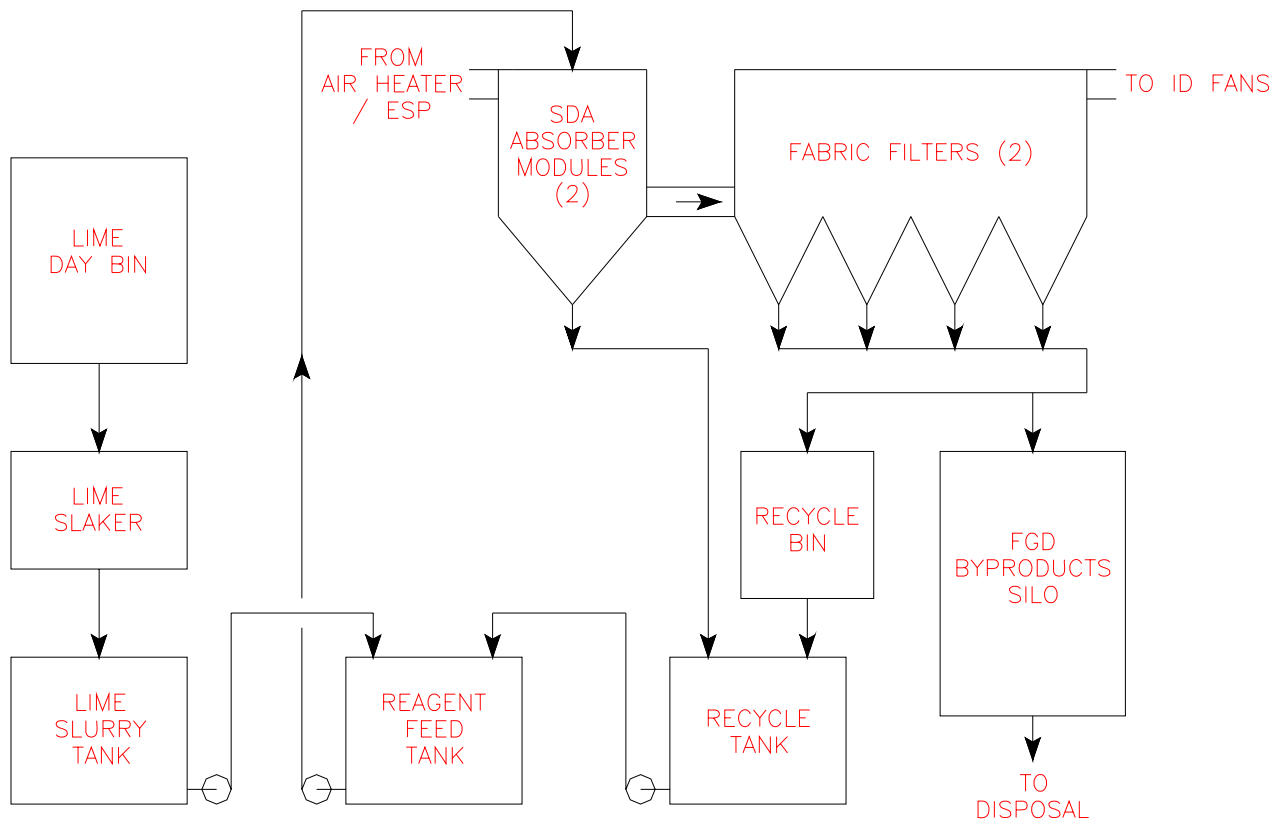 FROM
AIR HEATER
/ ESP
SDA
ABSORBER
MODULES
(2)
FABRIC FILTERS (2)
TO ID FANS
LIME
DAY BIN
LIME
SLAKER
RECYCLE
BIN
FGD
BYPRODUCTS
SILO
LIME
SLURRY
TANK
REAGENT
FEED
TANK
RECYCLE
TANK
TO
DISPOSAL